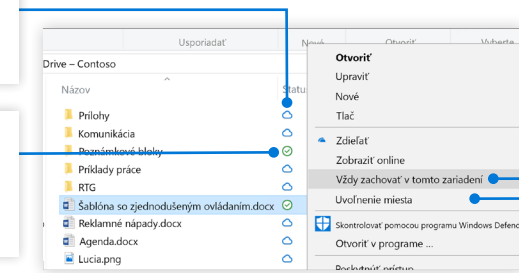 Usporiadať Nové Otvoriť Vyberte
Drive – Contoso
Názov Statu
Prílohy
Komunikácia
Poznámkové bloky
Príklady práce
RTG
Šablóna so zjednodušeným ovládaním.docx
Reklamné nápady.docx
Agenda.docx
Lucia.png
Otvoriť
Upraviť
Nové
Tlač
Zdieľať
Zobraziť online
Vždy zachovať v tomto zariadení
Uvoľnenie miesta
Skontrolovať pomocou programu Windows Defend
Otvoriť v programe ...
Poskytnúť prístup